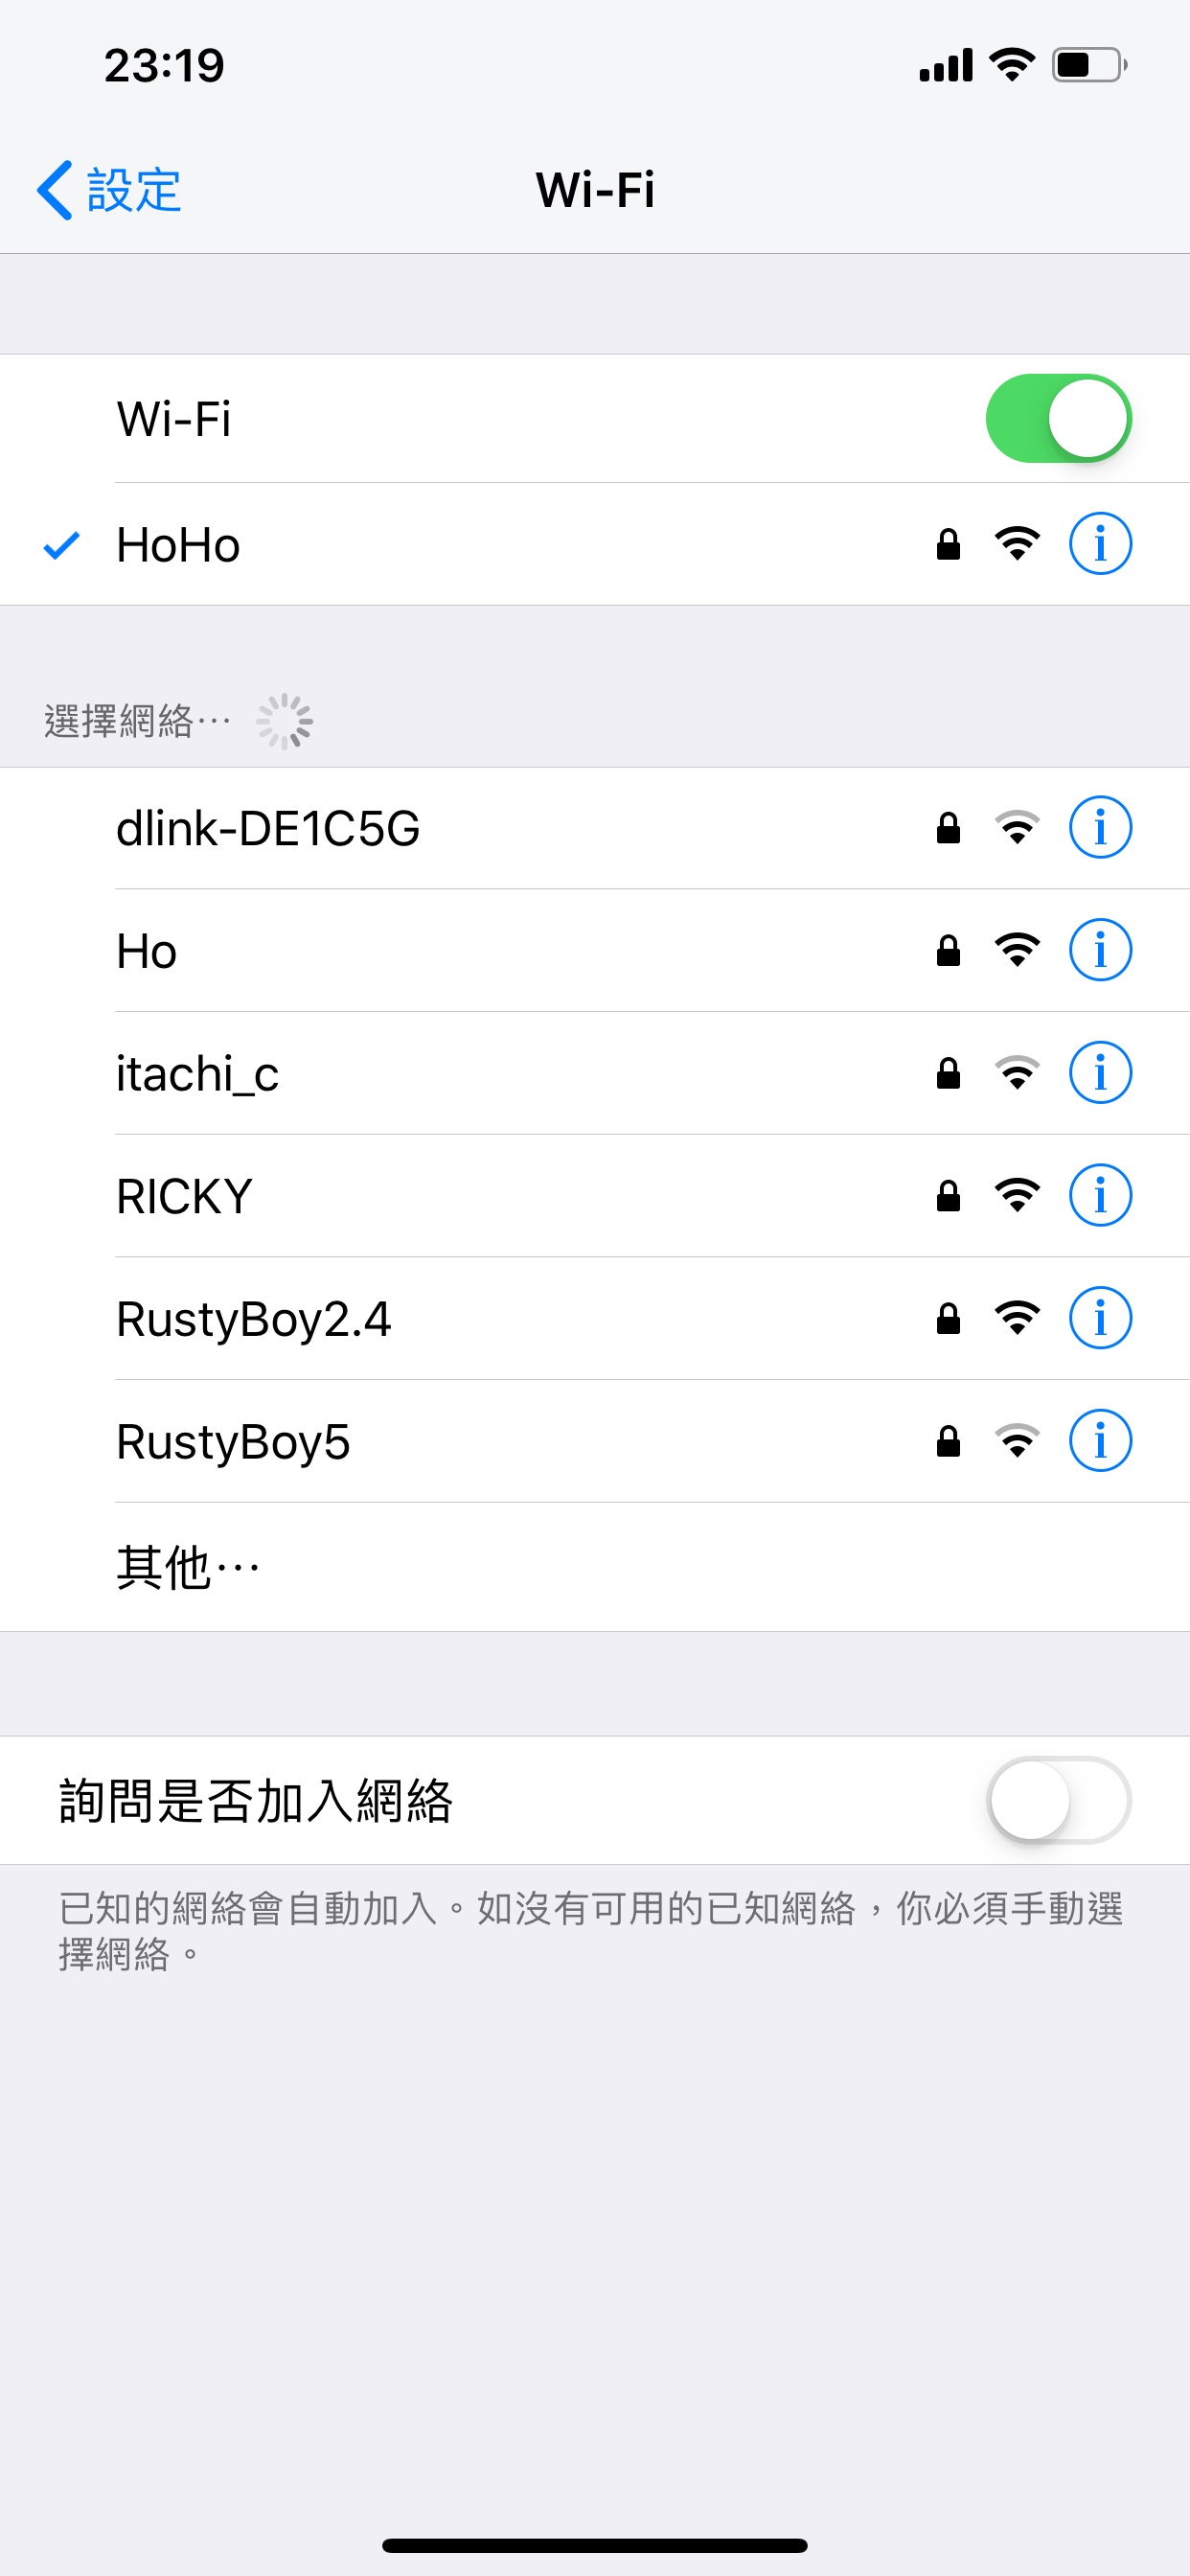 23:19
設定
Wi-Fi
Wi-Fi
HoHo
選擇網絡⋯
dlink-DE1C5G
Ho
itachi_c
RICKY
RustyBoy2.4
RustyBoy5
其他⋯
詢問是否加入網絡
已知的網絡會自動加入。如沒有可用的已知網絡，你必須手動選
擇網絡。